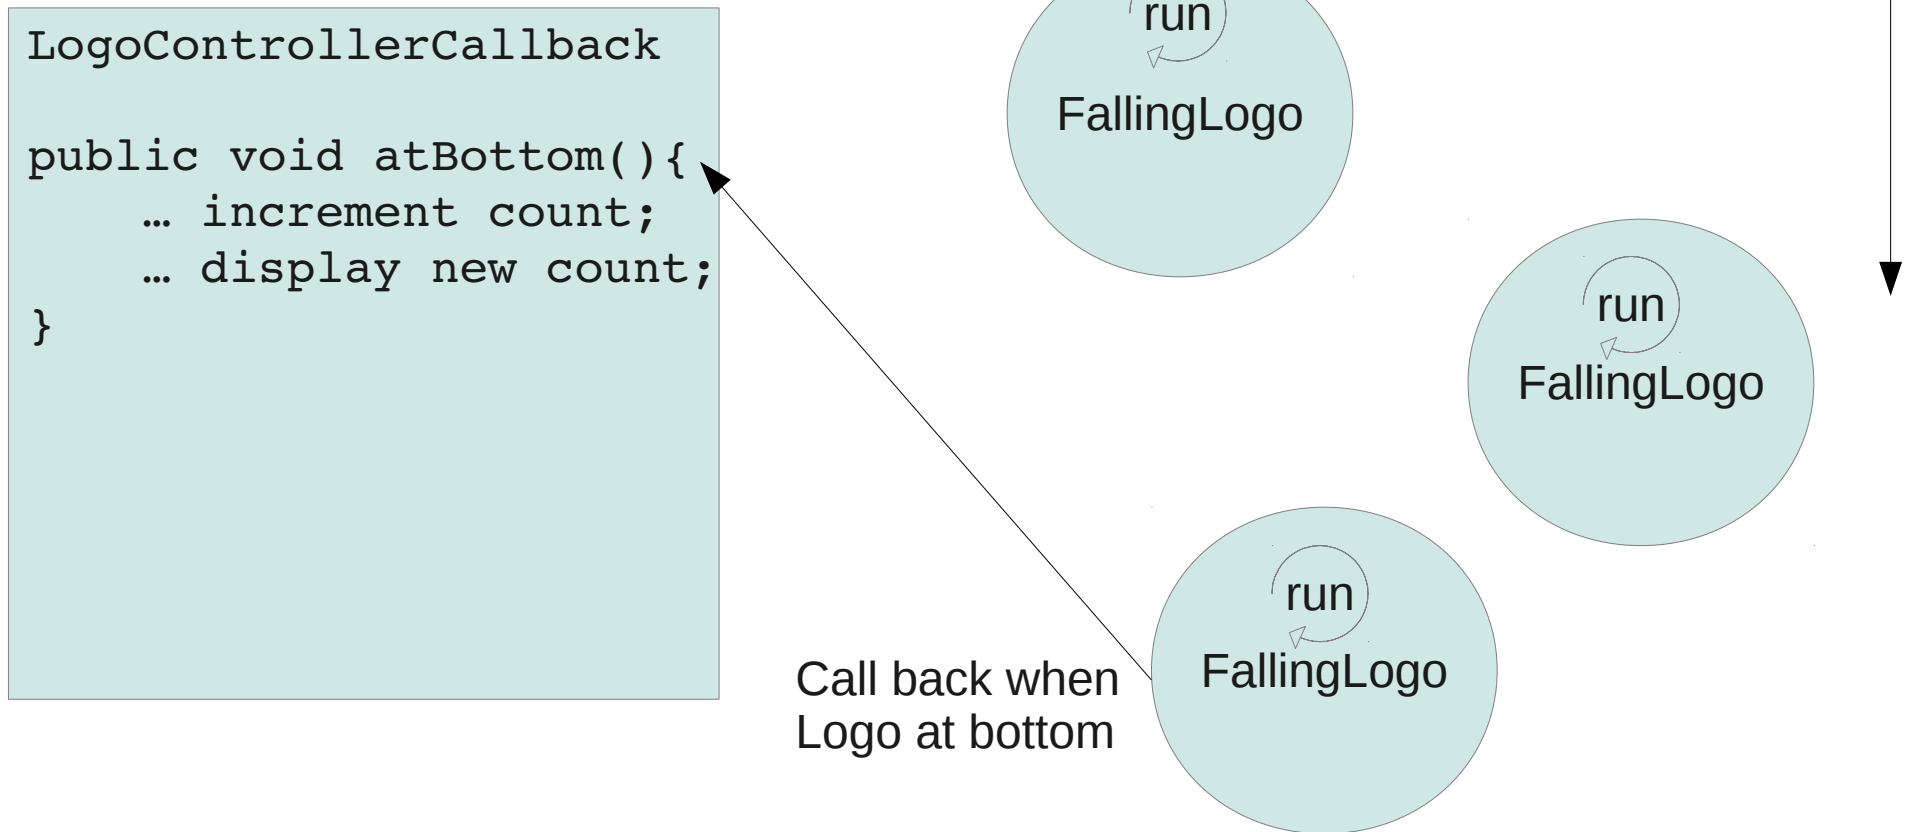 LogoControllerCallback
public void atBottom(){
… increment count;
… display new count;
}
run
FallingLogo
run
FallingLogo
run
FallingLogo
Call back when
Logo at bottom